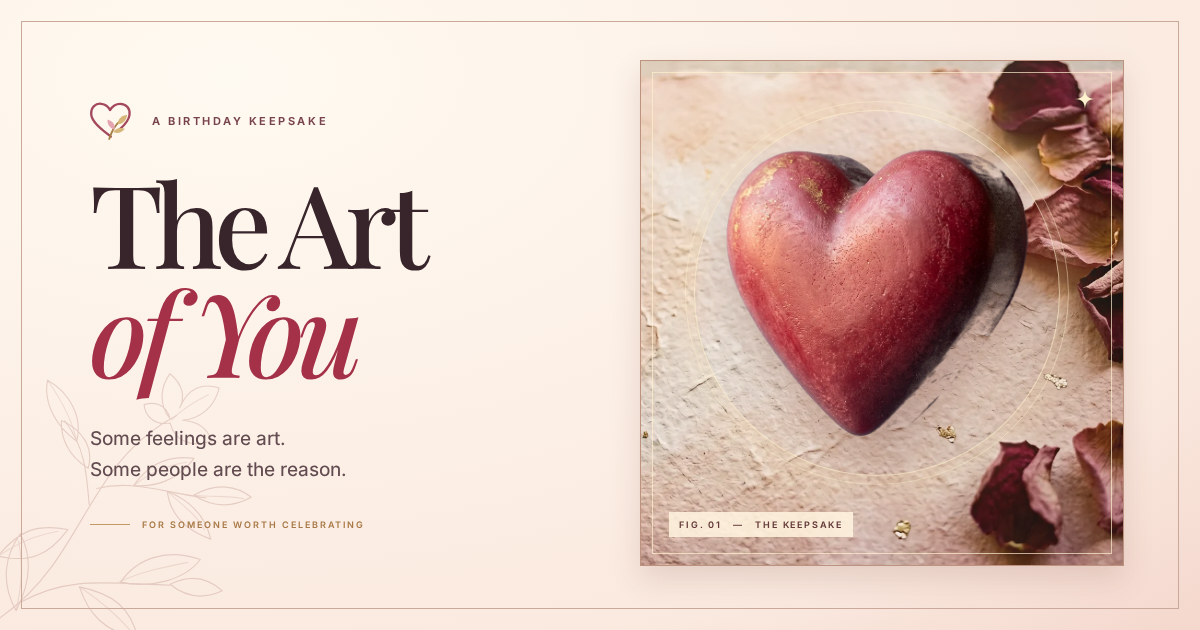 A BIRTHDAY KEEPSAKE
The Art
of You
Some feelings are art.
Some people are the reason.
FOR SOMEONE WORTH CELEBRATING
FIG. 01 — THE KEEPSAKE